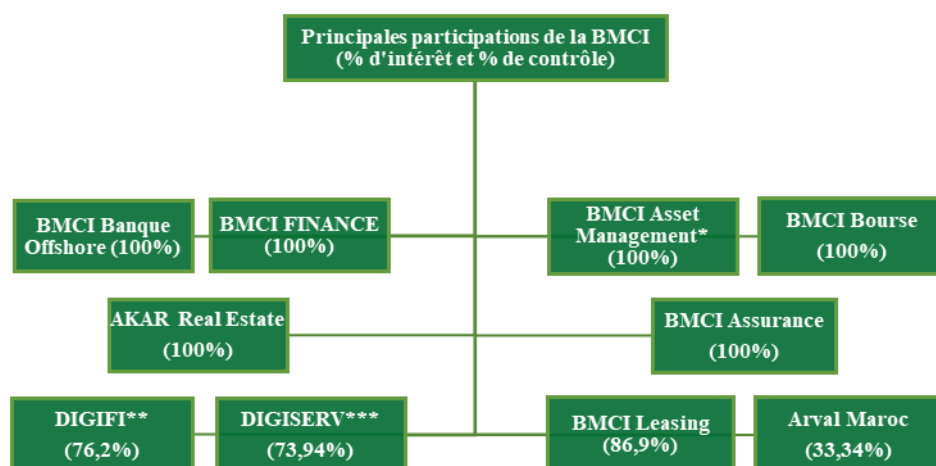 Principales participations de la BMCI
(% d'intérêt et % de contrôle)
BMCI Banque
Offshore (100%)
BMCI FINANCE
(100%)
BMCI Asset
Management*
(100%)
BMCI Bourse
(100%)
AKAR Real Estate
(100%)
BMCI Assurance
(100%)
DIGIFI**
(76,2%)
DIGISERV***
(73,94%)
BMCI Leasing
(86,9%)
Arval Maroc
(33,34%)